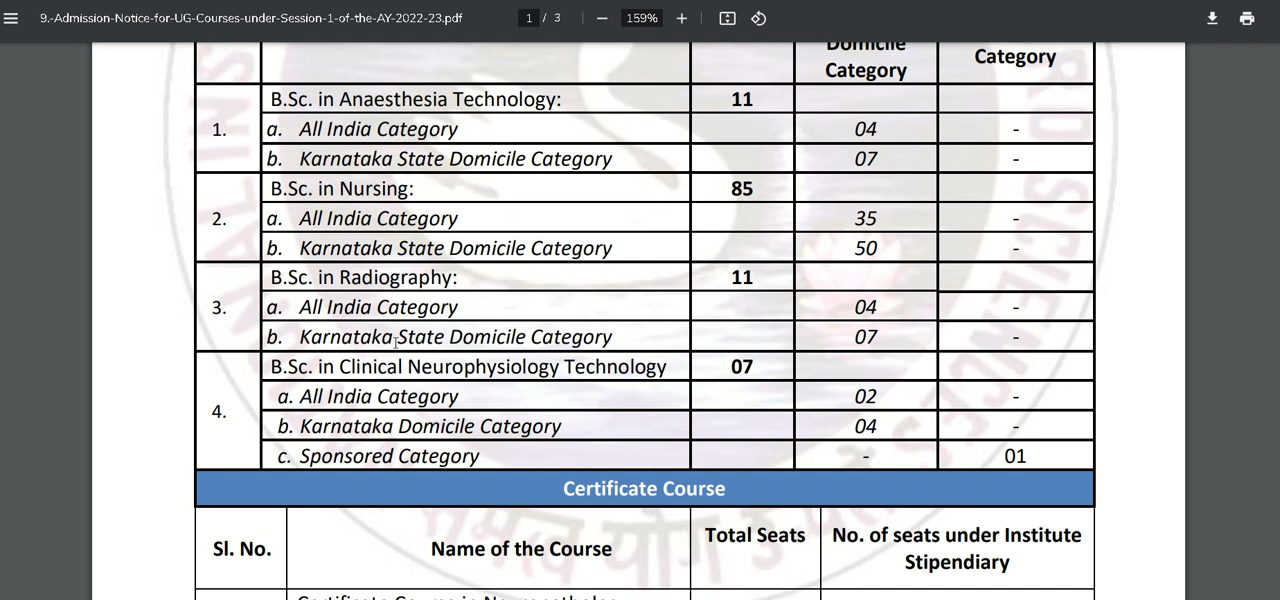 9.-Admission-Notice-for-UG-Courses-under-Session-1-of-the-AY-2022-23.pdf 1 / 3 159%
Domicile Category Category
1. B.Sc. in Anaesthesia Technology: 11
a. All India Category 04 -
b. Karnataka State Domicile Category 07 -
2. B.Sc. in Nursing: 85
a. All India Category 35 -
b. Karnataka State Domicile Category 50 -
3. B.Sc. in Radiography: 11
a. All India Category 04 -
b. Karnataka State Domicile Category 07 -
4. B.Sc. in Clinical Neurophysiology Technology 07
a. All India Category 02 -
b. Karnataka Domicile Category 04 -
c. Sponsored Category - 01
Certificate Course
Sl. No. Name of the Course Total Seats No. of seats under Institute
Stipendiary